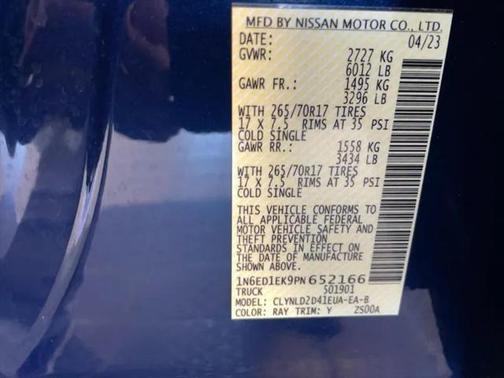 MFD BY NISSAN MOTOR CO., LTD.
DATE: 04/23
GVWR: 2727 KG
6012 LB
GAWR FR.: 1495 KG
3296 LB
WITH 265/70R17 TIRES
17 X 7.5 RIMS AT 35 PSI
COLD SINGLE
GAWR RR.: 1558 KG
3434 LB
WITH 265/70R17 TIRES
17 X 7.5 RIMS AT 35 PSI
COLD SINGLE
THIS VEHICLE CONFORMS TO
ALL APPLICABLE FEDERAL
MOTOR VEHICLE SAFETY AND
THEFT PREVENTION
STANDARDS IN EFFECT ON
THE DATE OF MANUFACTURE
SHOWN ABOVE.
1N6ED1EK9PN652166
TRUCK S01901
MODEL: CLYNLD2D41EUA-EA-B
COLOR: RAY TRIM: Y ZS00A